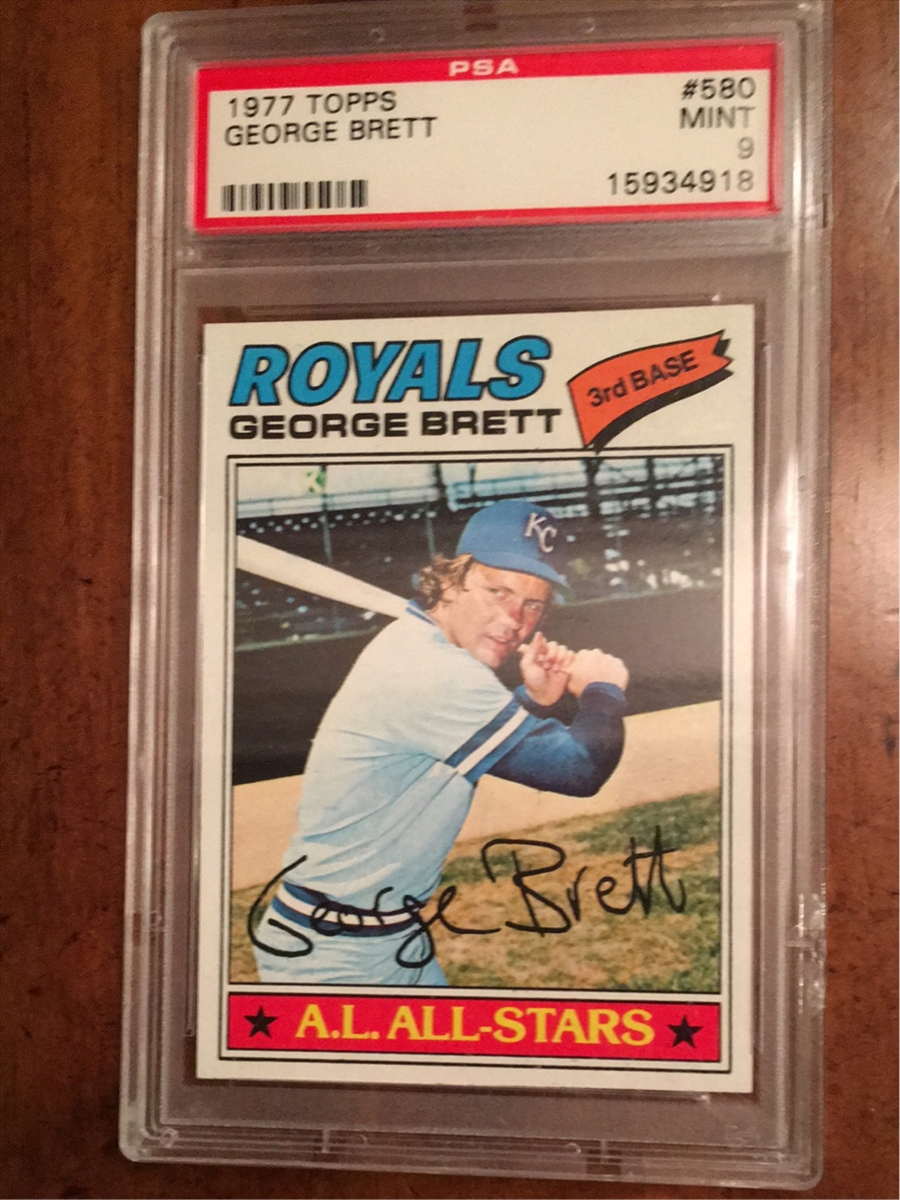 PSA
1977 TOPPS #580
GEORGE BRETT MINT
9
15934918
ROYALS
GEORGE BRETT
3rd BASE
KC
George Brett
★ A.L. ALL-STARS ★